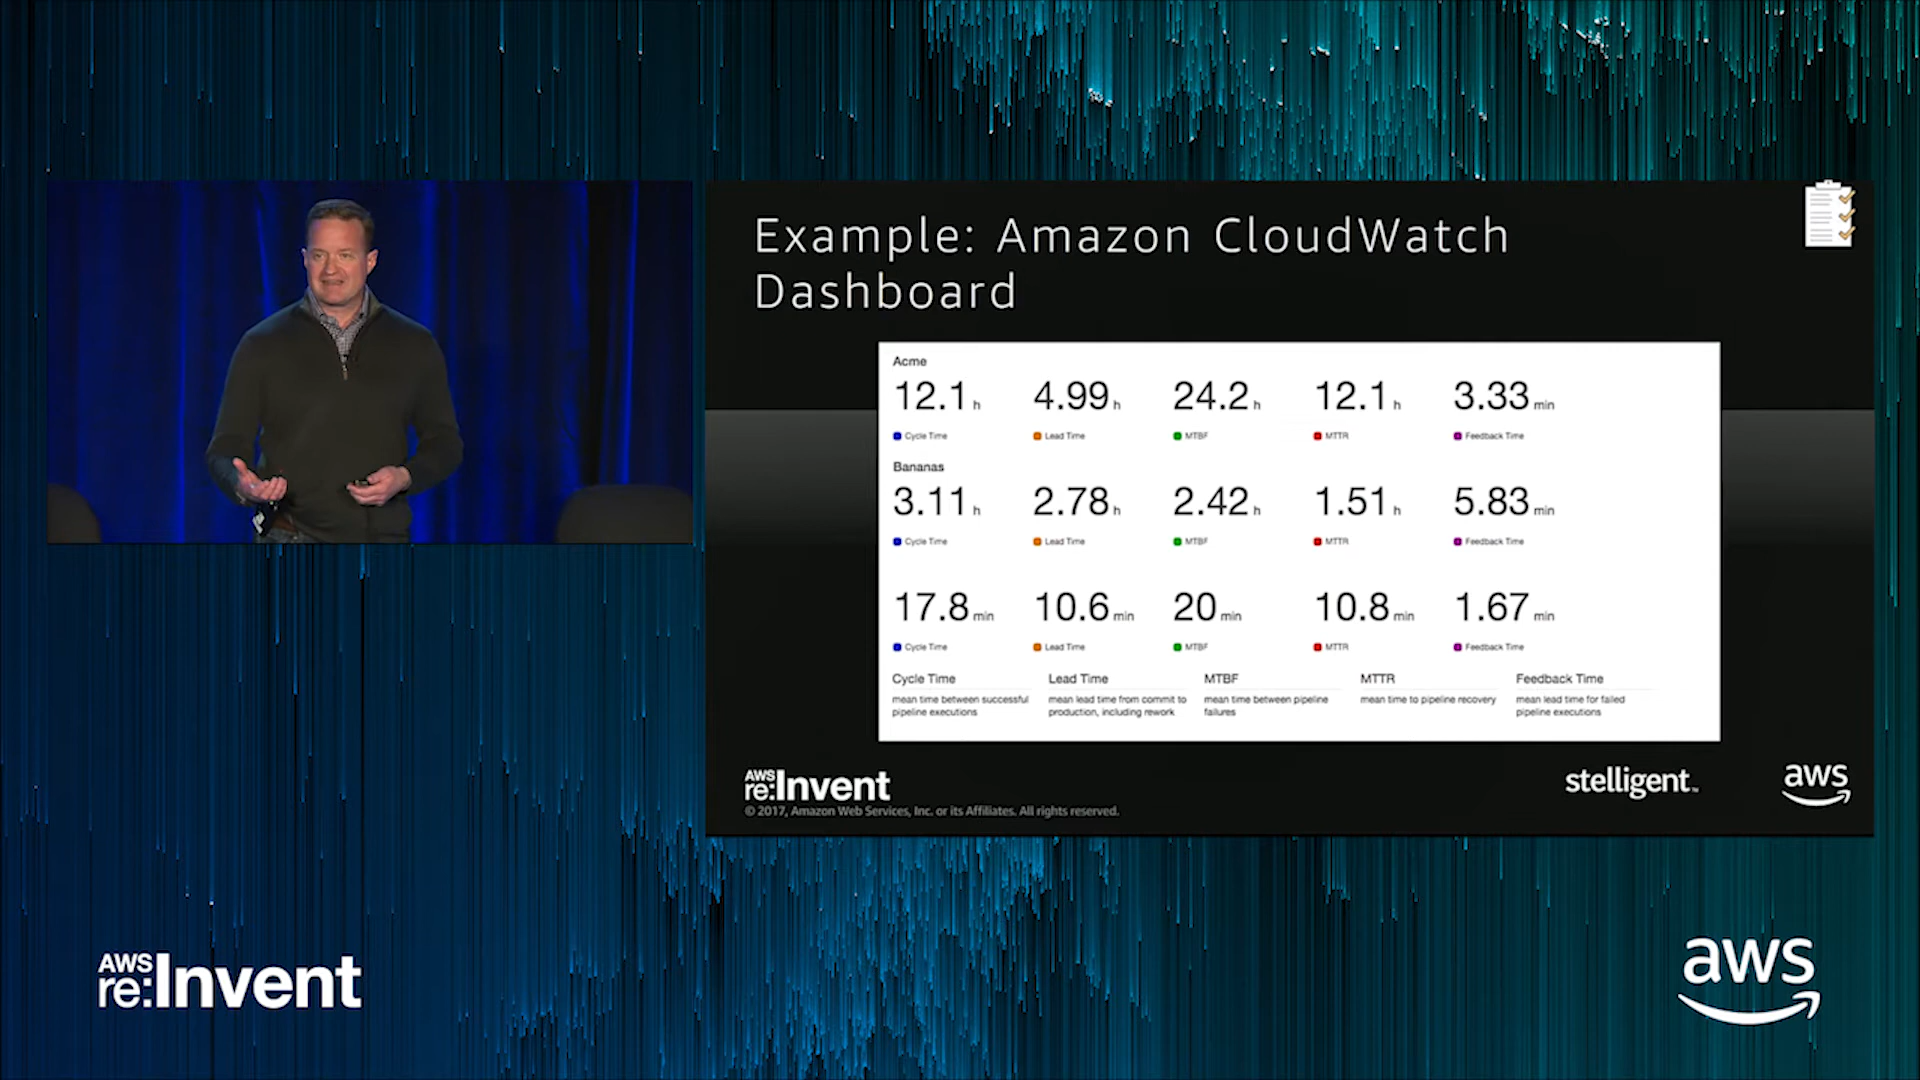 Example: Amazon CloudWatch
Dashboard
Acme
12.1 h 4.99 h 24.2 h 12.1 h 3.33 min
Cycle Time Lead Time MTBF MTTR Feedback Time
Bananas
3.11 h 2.78 h 2.42 h 1.51 h 5.83 min
Cycle Time Lead Time MTBF MTTR Feedback Time
17.8 min 10.6 min 20 min 10.8 min 1.67 min
Cycle Time Lead Time MTBF MTTR Feedback Time
Cycle Time
mean time between successful
pipeline executions
Lead Time
mean lead time from commit to
production, including rework
MTBF
mean time between pipeline
failures
MTTR
mean time to pipeline recovery
Feedback Time
mean lead time for failed
pipeline executions
AWS
re:Invent
© 2017, Amazon Web Services, Inc. or its Affiliates. All rights reserved.
stelligent™
aws
AWS
re:Invent
aws